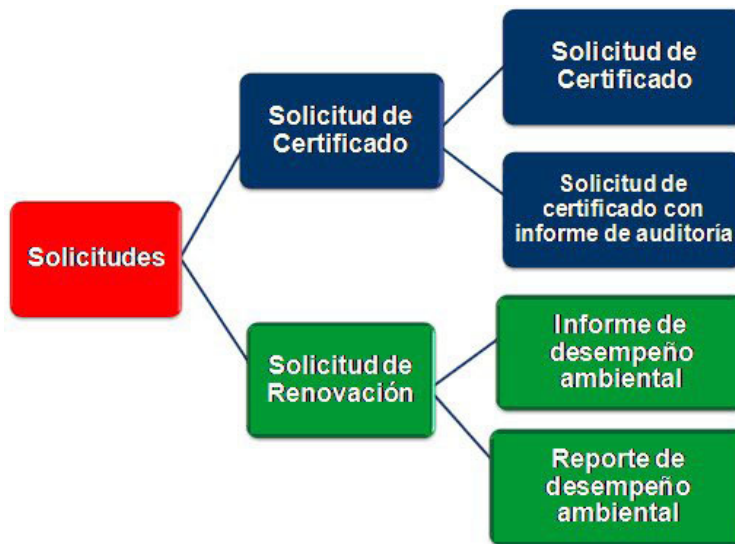 Solicitudes
Solicitud de
Certificado
Solicitud de
Certificado
Solicitud de
certificado con
informe de auditoría
Solicitud de
Renovación
Informe de
desempeño
ambiental
Reporte de
desempeño
ambiental